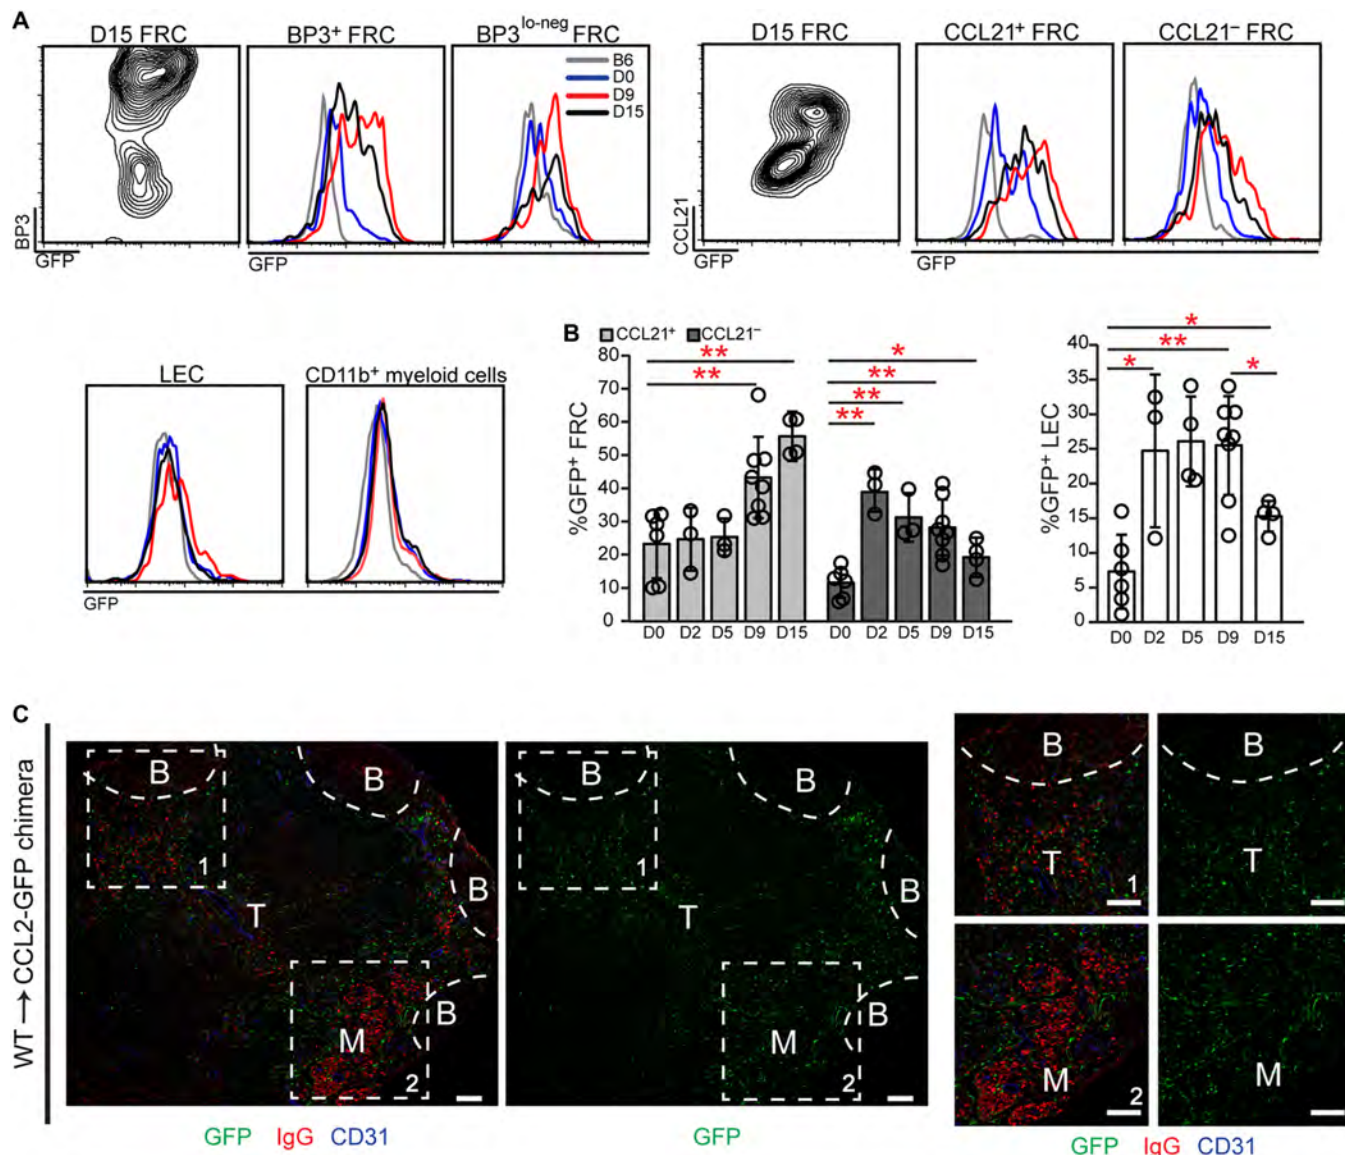 A
D15 FRC
BP3+ FRC
BP3lo-neg FRC
B6
D0
D9
D15
BP3
GFP
GFP
D15 FRC
CCL21+ FRC
CCL21– FRC
CCL21
GFP
GFP
LEC
CD11b+ myeloid cells
GFP
B
CCL21+ CCL21–
%GFP+ FRC
80
70
60
50
40
30
20
10
0
** **
* ** ** **
D0 D2 D5 D9 D15 D0 D2 D5 D9 D15
%GFP+ LEC
40
35
30
25
20
15
10
5
0
* ** * *
D0 D2 D5 D9 D15
C
WT → CCL2-GFP chimera
B B B B T M 1 2
GFP IgG CD31
B B B B T M 1 2
GFP
B T 1
B T
M 2
M
GFP IgG CD31